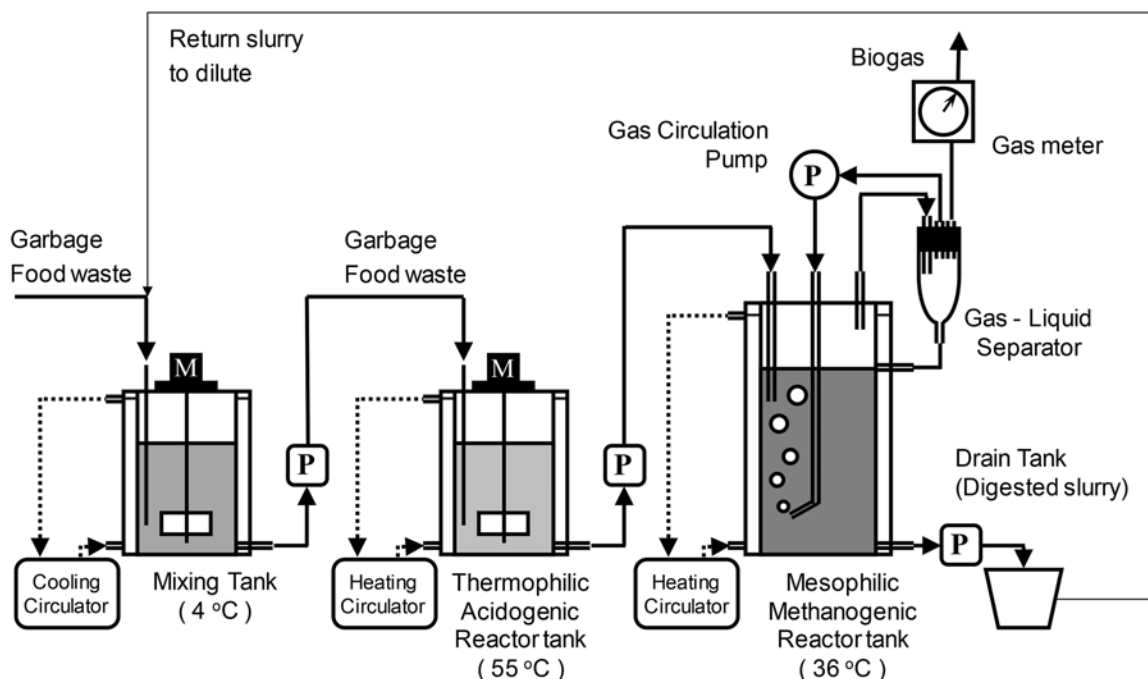 Return slurry
to dilute
Biogas
Gas Circulation
Pump
Gas meter
P
Garbage
Food waste
Garbage
Food waste
Gas - Liquid
Separator
M
M
P
P
Drain Tank
(Digested slurry)
P
Cooling
Circulator
Mixing Tank
( 4 °C )
Heating
Circulator
Thermophilic
Acidogenic
Reactor tank
( 55 °C )
Heating
Circulator
Mesophilic
Methanogenic
Reactor tank
( 36 °C )